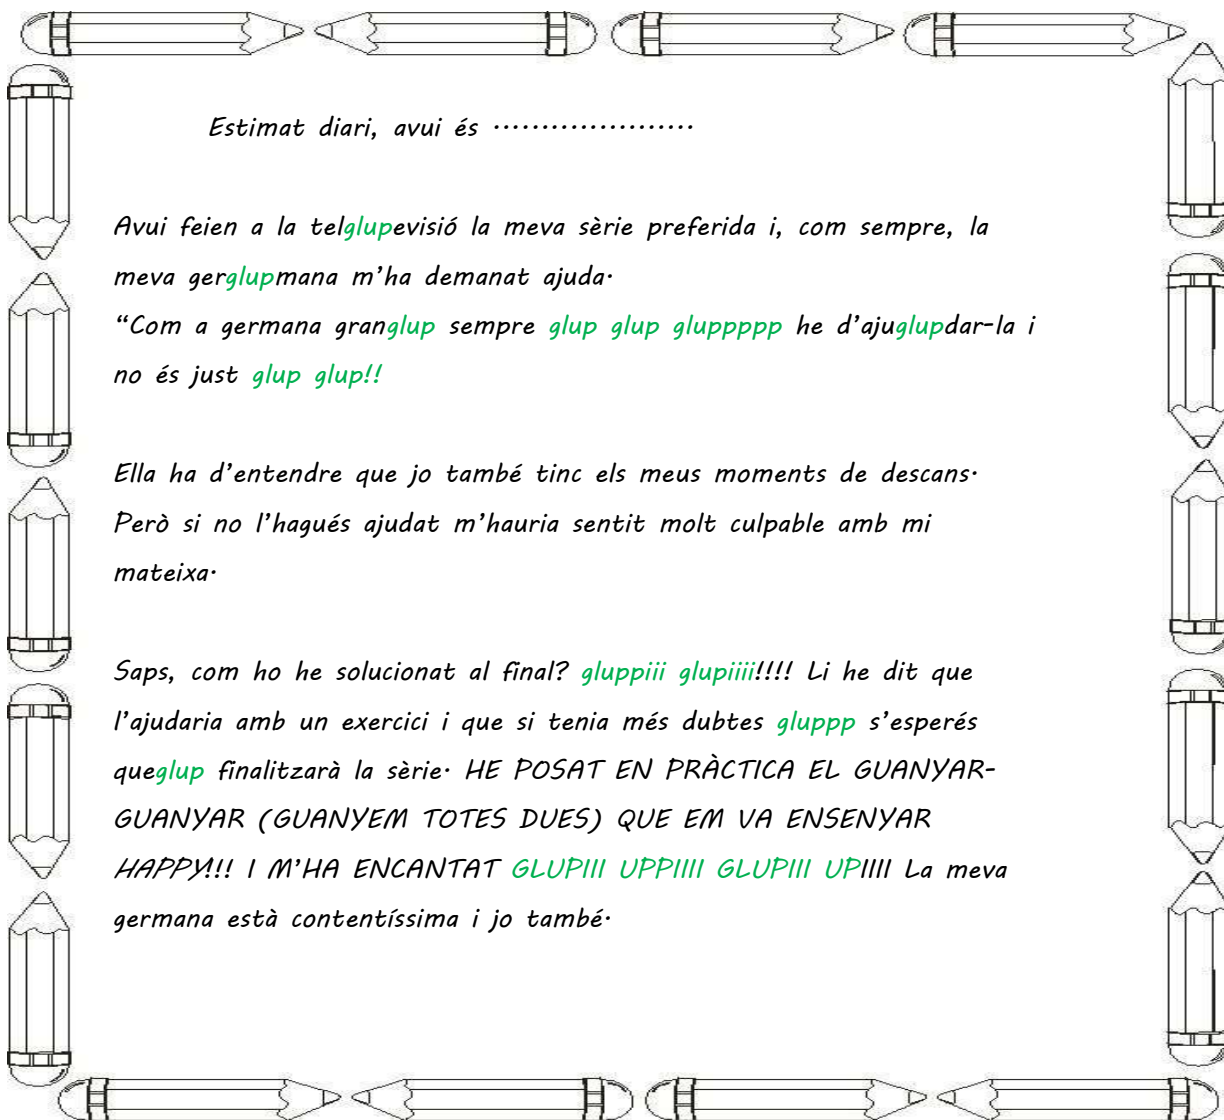 Estimat diari, avui és ·····················
Avui feien a la telglupevisió la meva sèrie preferida i, com sempre, la
meva gerglupmana m’ha demanat ajuda·
“Com a germana granglup sempre glup glup gluppppp he d’ajuglupdar-la i
no és just glup glup!!
Ella ha d’entendre que jo també tinc els meus moments de descans·
Però si no l’hagués ajudat m’hauria sentit molt culpable amb mi
mateixa·
Saps, com ho he solucionat al final? gluppiii glupiiii!!!! Li he dit que
l’ajudaria amb un exercici i que si tenia més dubtes gluppp s’esperés
queglup finalitzarà la sèrie· HE POSAT EN PRÀCTICA EL GUANYAR-
GUANYAR (GUANYEM TOTES DUES) QUE EM VA ENSENYAR
HAPPY!!! I M’HA ENCANTAT GLUPIII UPPIIII GLUPIII UPIIII La meva
germana està contentíssima i jo també·